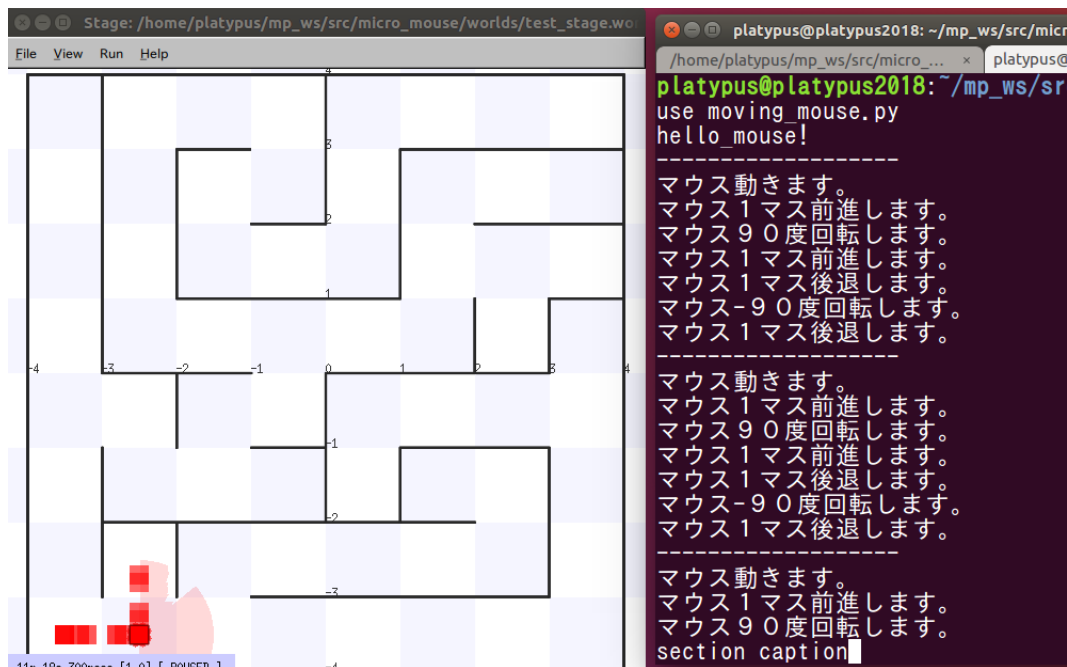 Stage: /home/platypus/mp_ws/src/micro_mouse/worlds/test_stage.wo
File View Run Help
4
3
2
1
-4 -3 -2 -1 0 1 2 3 4
-1
-2
-3
-4
platypus@platypus2018: ~/mp_ws/src/micr
/home/platypus/mp_ws/src/micro_... × platypus@
platypus@platypus2018:~/mp_ws/sr
use moving_mouse.py
hello_mouse!
--------------------
マウス動きます。
マウス１マス前進します。
マウス９０度回転します。
マウス１マス前進します。
マウス１マス後退します。
マウス-９０度回転します。
マウス１マス後退します。
--------------------
マウス動きます。
マウス１マス前進します。
マウス９０度回転します。
マウス１マス前進します。
マウス１マス後退します。
マウス-９０度回転します。
マウス１マス後退します。
--------------------
マウス動きます。
マウス１マス前進します。
マウス９０度回転します。
section caption